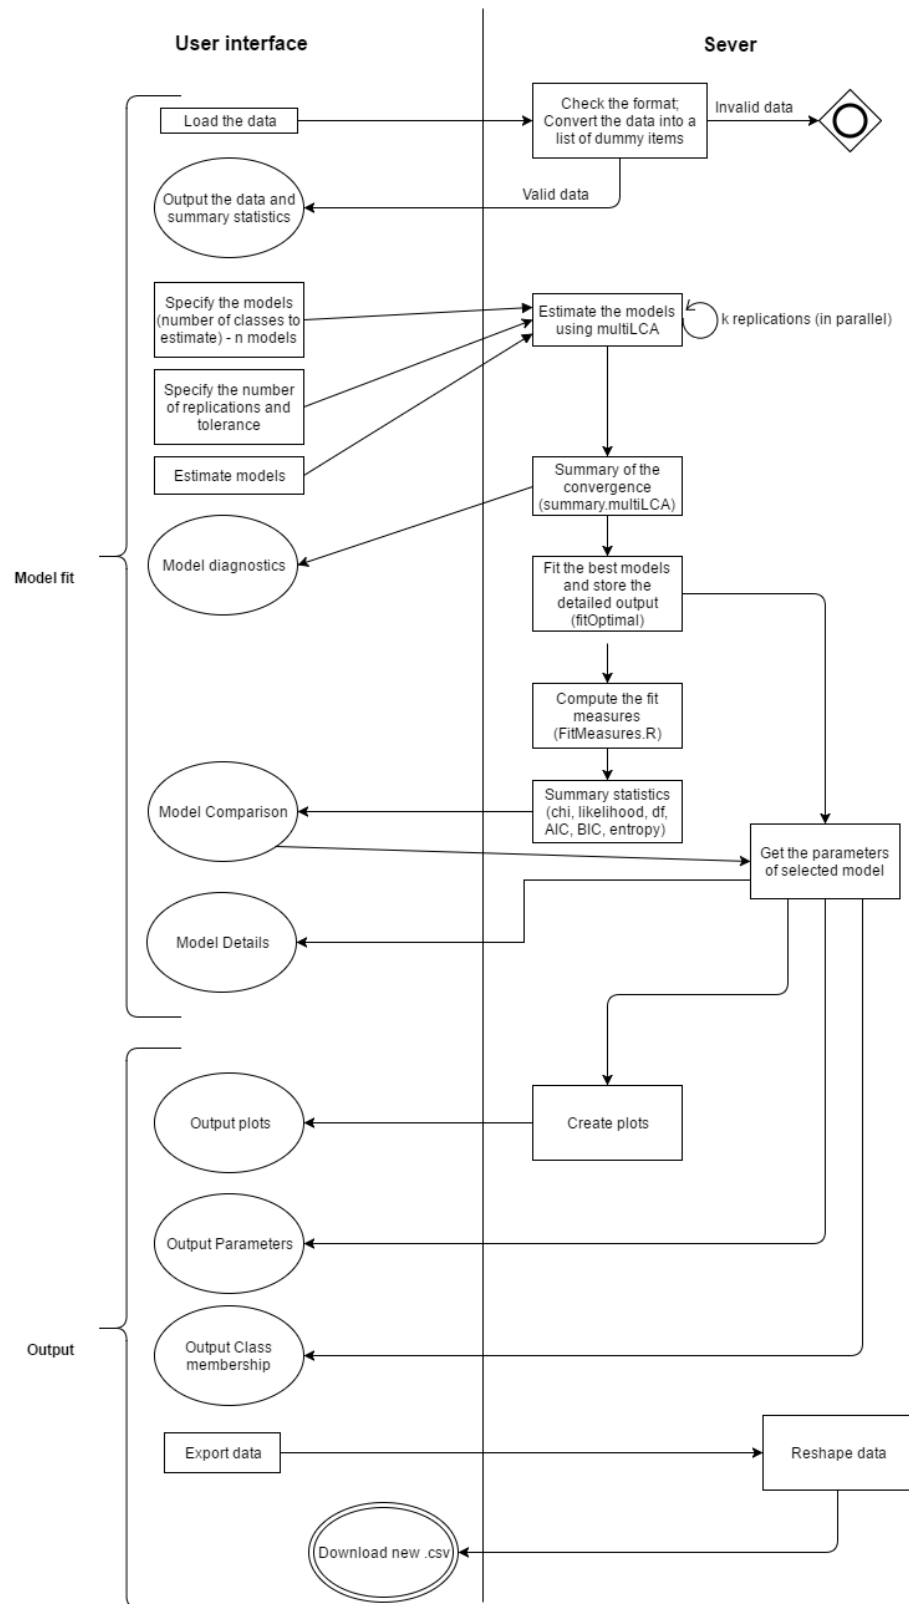 User interface
Sever
Load the data
Check the format;
Convert the data into a
list of dummy items
Invalid data
Valid data
Output the data and
summary statistics
Specify the models
(number of classes to
estimate) - n models
Estimate the models
using multiLCA
k replications (in parallel)
Specify the number
of replications and
tolerance
Estimate models
Summary of the
convergence
(summary.multiLCA)
Model diagnostics
Model fit
Fit the best models
and store the
detailed output
(fitOptimal)
Compute the fit
measures
(FitMeasures.R)
Summary statistics
(chi, likelihood, df,
AIC, BIC, entropy)
Model Comparison
Get the parameters
of selected model
Model Details
Output plots
Create plots
Output Parameters
Output
Output Class
membership
Export data
Reshape data
Download new .csv